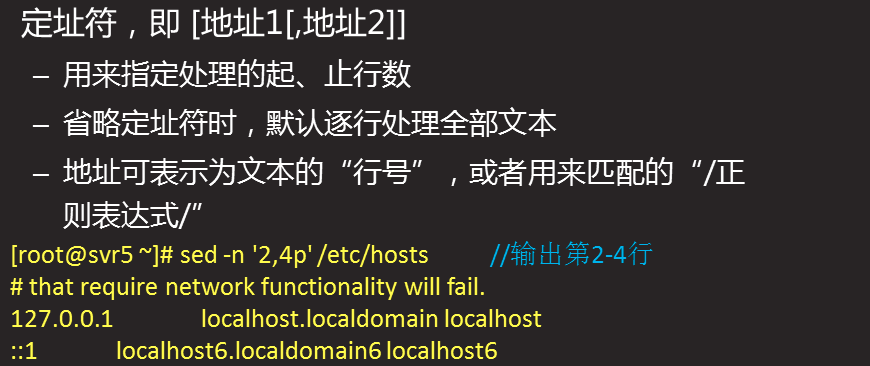 定址符，即 [地址1[,地址2]]
– 用来指定处理的起、止行数
– 省略定址符时，默认逐行处理全部文本
– 地址可表示为文本的“行号”，或者用来匹配的“/正
则表达式/”
[root@svr5 ~]# sed -n '2,4p' /etc/hosts //输出第2-4行
# that require network functionality will fail.
127.0.0.1 localhost.localdomain localhost
::1 localhost6.localdomain6 localhost6